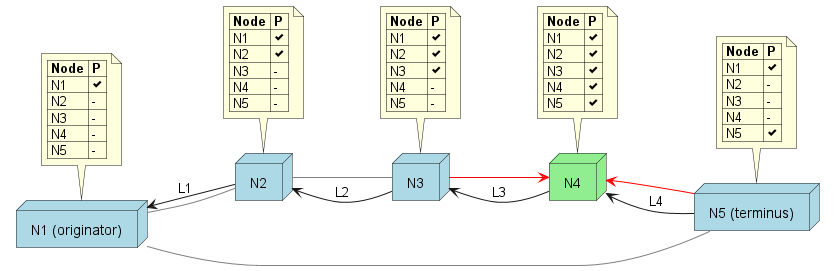 Node P
N1 ✔
N2 -
N3 -
N4 -
N5 -
Node P
N1 ✔
N2 ✔
N3 -
N4 -
N5 -
Node P
N1 ✔
N2 ✔
N3 ✔
N4 -
N5 -
Node P
N1 ✔
N2 ✔
N3 ✔
N4 ✔
N5 ✔
Node P
N1 ✔
N2 -
N3 -
N4 -
N5 ✔
N1 (originator)
L1
N2
L2
N3
L3
N4
L4
N5 (terminus)